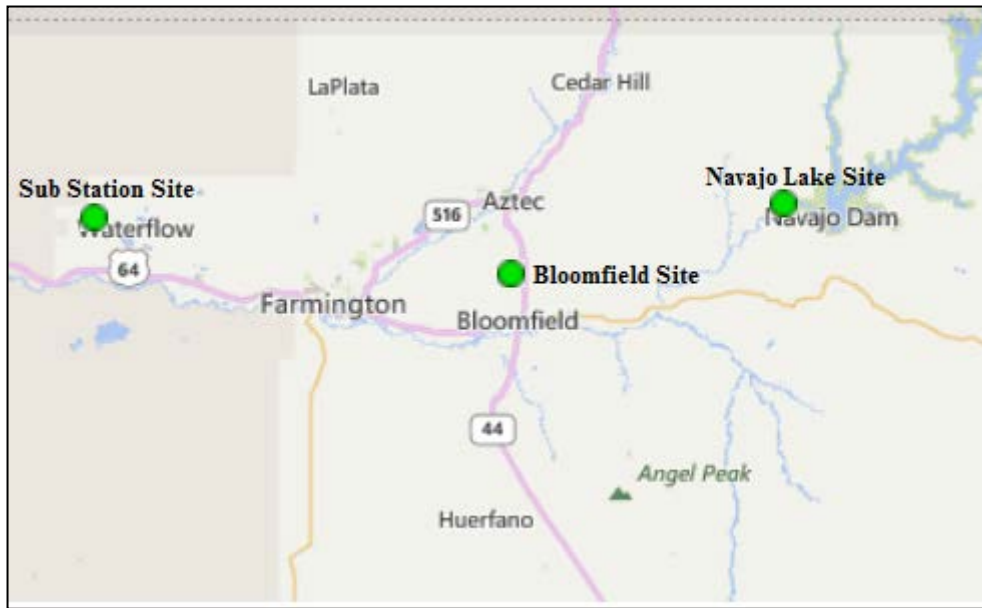 LaPlata
Cedar Hill
Sub Station Site
Navajo Lake Site
516
Aztec
Waterflow
Navajo Dam
64
Bloomfield Site
Farmington
Bloomfield
44
Angel Peak
Huerfano